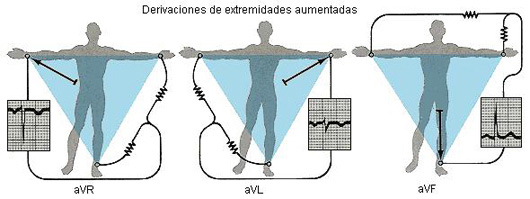 Derivaciones de extremidades aumentadas
aVR
aVL
aVF